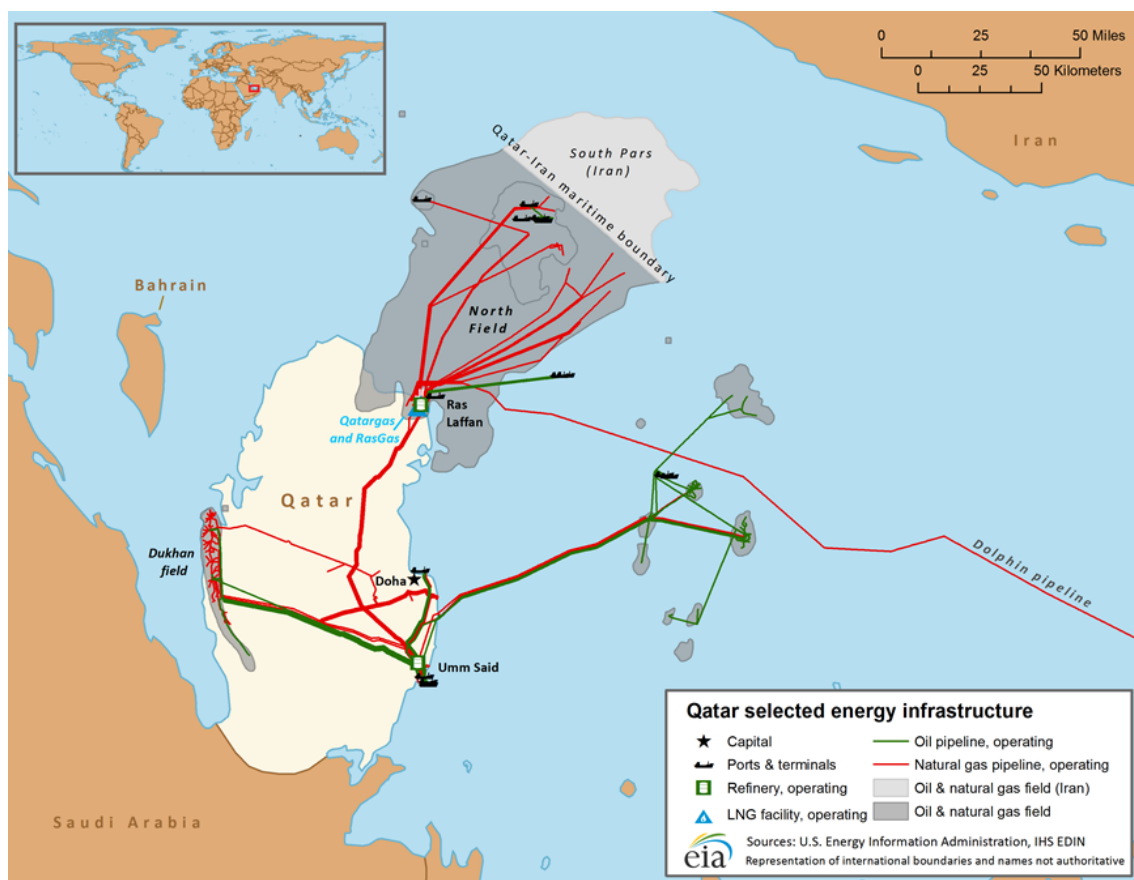 0 25 50 Miles
0 25 50 Kilometers
Iran
South Pars
(Iran)
Qatar-Iran maritime boundary
Bahrain
North
Field
Ras
Laffan
Qatargas
and RasGas
Qatar
Dukhan
field
Doha
Dolphin pipeline
Umm Said
Saudi Arabia
Qatar selected energy infrastructure
Capital
Ports & terminals
Refinery, operating
LNG facility, operating
Oil pipeline, operating
Natural gas pipeline, operating
Oil & natural gas field (Iran)
Oil & natural gas field
eia
Sources: U.S. Energy Information Administration, IHS EDIN
Representation of international boundaries and names not authoritative